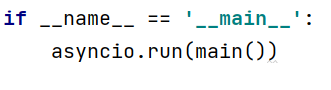 if __name__ == '__main__':
    asyncio.run(main())